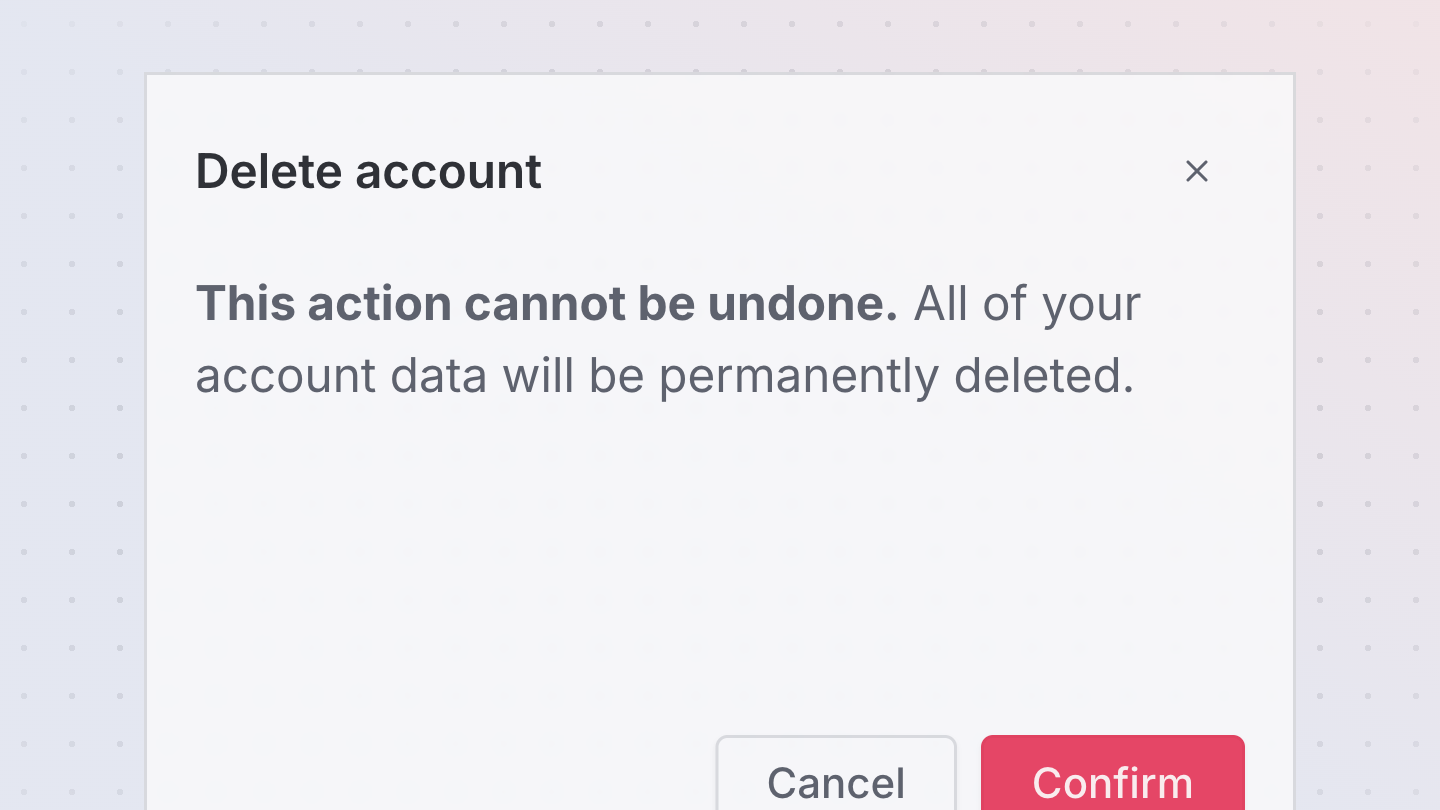 Delete account
This action cannot be undone. All of your
account data will be permanently deleted.
Cancel
Confirm